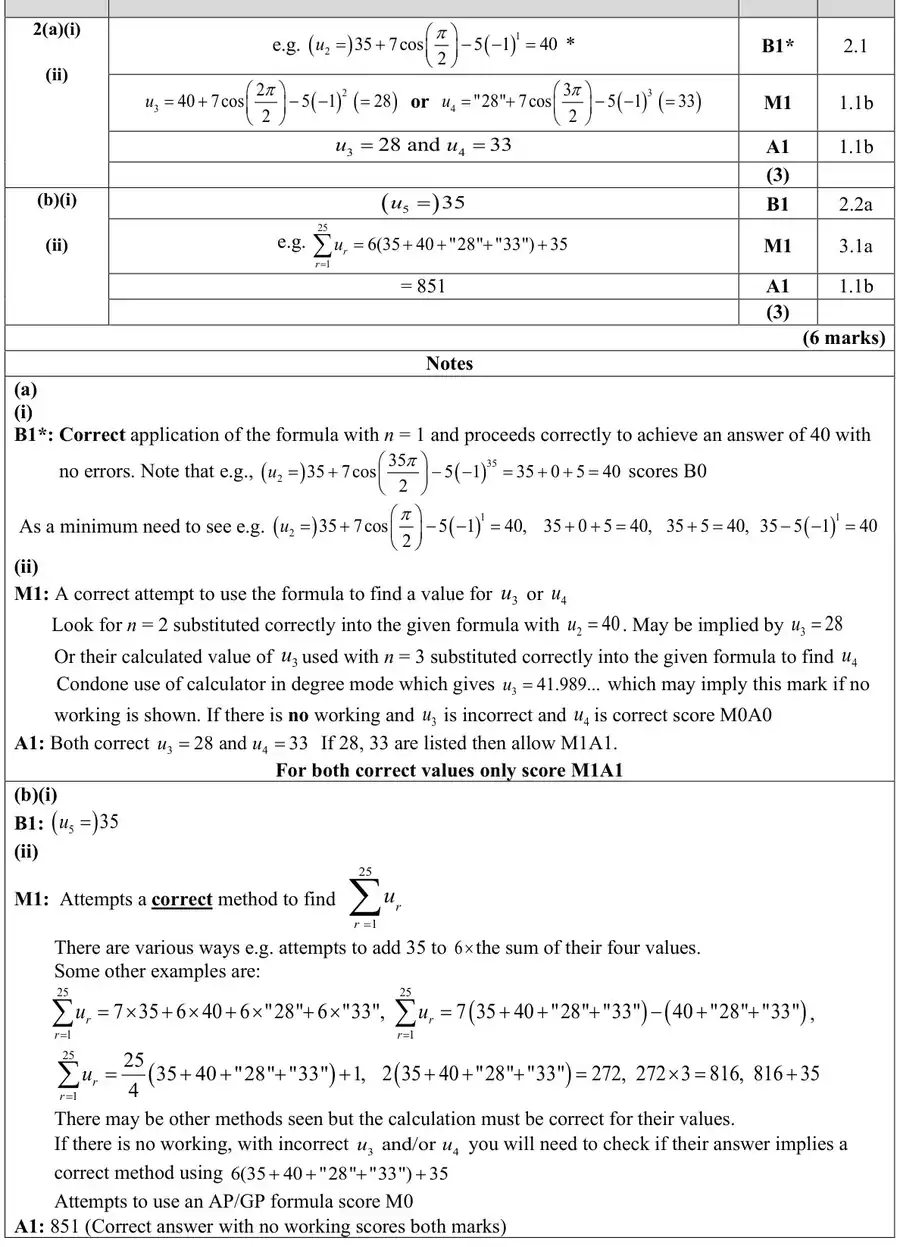 2(a)(i) e.g. (u₂ =)35 + 7cos(π/2) − 5(−1)¹ = 40 * B1* 2.1
(ii) u₃ = 40 + 7cos(2π/2) − 5(−1)² (= 28) or u₄ = "28" + 7cos(3π/2) − 5(−1)³ (= 33) M1 1.1b
u₃ = 28 and u₄ = 33 A1 1.1b
(3)
(b)(i) (u₅ =)35 B1 2.2a
(ii) e.g. ∑_{r=1}^{25} uᵣ = 6(35 + 40 + "28" + "33") + 35 M1 3.1a
= 851 A1 1.1b
(3)
(6 marks)
Notes
(a)
(i)
B1*: Correct application of the formula with n = 1 and proceeds correctly to achieve an answer of 40 with
no errors. Note that e.g., (u₂ =)35 + 7cos(35π/2) − 5(−1)³⁵ = 35 + 0 + 5 = 40 scores B0
As a minimum need to see e.g. (u₂ =)35 + 7cos(π/2) − 5(−1)¹ = 40, 35 + 0 + 5 = 40, 35 + 5 = 40, 35 − 5(−1)¹ = 40
(ii)
M1: A correct attempt to use the formula to find a value for u₃ or u₄
Look for n = 2 substituted correctly into the given formula with u₂ = 40. May be implied by u₃ = 28
Or their calculated value of u₃ used with n = 3 substituted correctly into the given formula to find u₄
Condone use of calculator in degree mode which gives u₃ = 41.989... which may imply this mark if no
working is shown. If there is no working and u₃ is incorrect and u₄ is correct score M0A0
A1: Both correct u₃ = 28 and u₄ = 33 If 28, 33 are listed then allow M1A1.
For both correct values only score M1A1
(b)(i)
B1: (u₅ =)35
(ii)
M1: Attempts a correct method to find ∑_{r=1}^{25} uᵣ
There are various ways e.g. attempts to add 35 to 6×the sum of their four values.
Some other examples are:
∑_{r=1}^{25} uᵣ = 7×35 + 6×40 + 6×"28" + 6×"33", ∑_{r=1}^{25} uᵣ = 7(35 + 40 + "28" + "33") − (40 + "28" + "33"),
∑_{r=1}^{25} uᵣ = 25/4 (35 + 40 + "28" + "33") + 1, 2(35 + 40 + "28" + "33") = 272, 272×3 = 816, 816 + 35
There may be other methods seen but the calculation must be correct for their values.
If there is no working, with incorrect u₃ and/or u₄ you will need to check if their answer implies a
correct method using 6(35 + 40 + "28" + "33") + 35
Attempts to use an AP/GP formula score M0
A1: 851 (Correct answer with no working scores both marks)